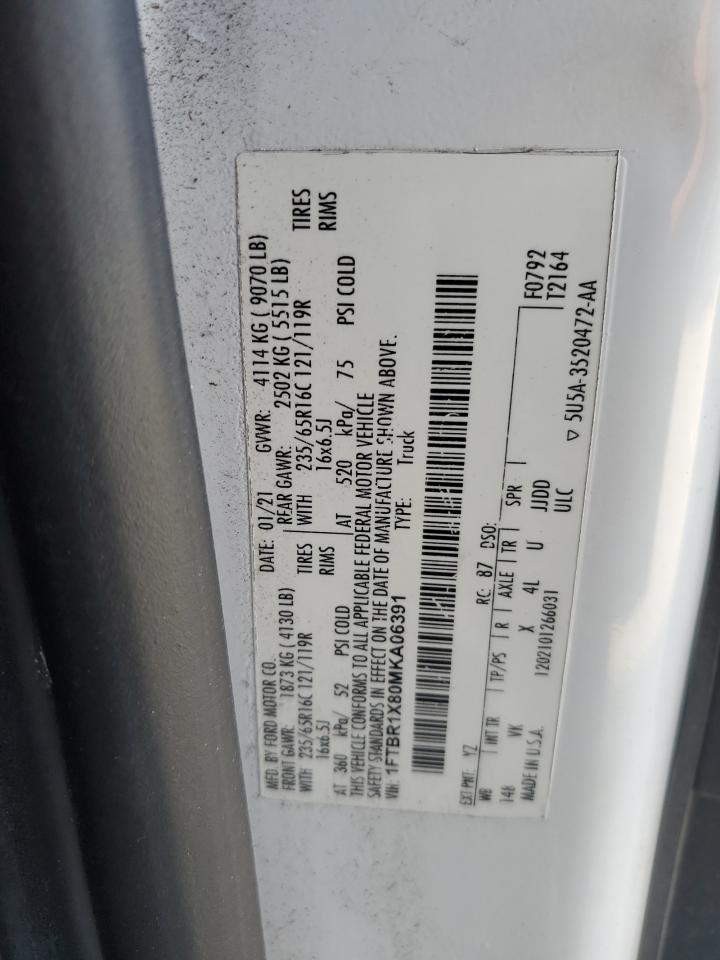 MFD. BY FORD MOTOR CO. DATE: 01/21 GVWR: 4114 KG ( 9070 LB)
FRONT GAWR: 1873 KG ( 4130 LB) REAR GAWR: 2502 KG ( 5515 LB)
WITH 235/65R16C 121/119R TIRES WITH 235/65R16C 121/119R TIRES
16x6.5J RIMS 16x6.5J RIMS
AT 360 kPa/ 52 PSI COLD AT 520 kPa/ 75 PSI COLD
THIS VEHICLE CONFORMS TO ALL APPLICABLE FEDERAL MOTOR VEHICLE
SAFETY STANDARDS IN EFFECT ON THE DATE OF MANUFACTURE SHOWN ABOVE.
VIN: 1FTBR1X80MKA06391 TYPE: Truck
EXT PNT: YZ RC: 87 DSO: F0792
WB INT TR TP/PS R AXLE TR SPR T2164
148 VK X 4L U JJDD
MADE IN U.S.A. 1202101266031 ULC ▽ 5U5A-3520472-AA